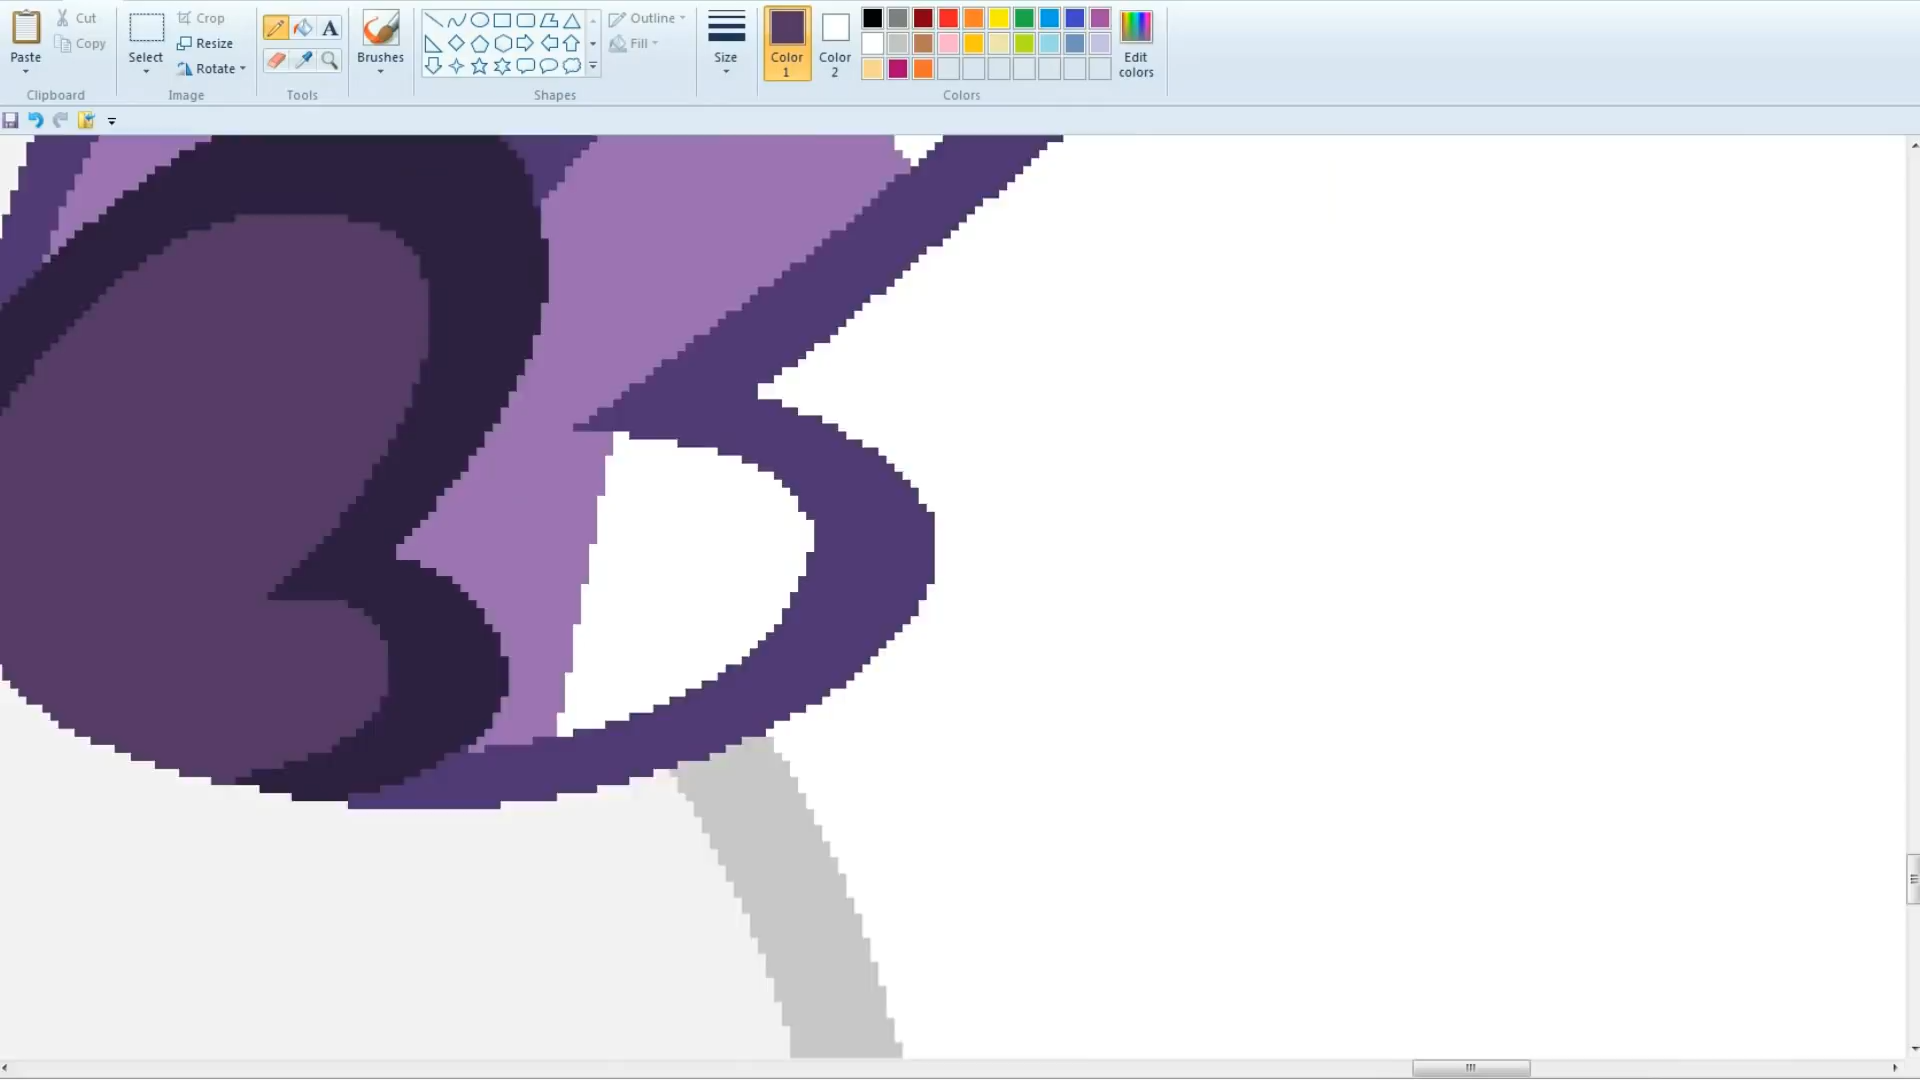 Paste
Cut
Copy
Clipboard
Select
Crop
Resize
Rotate
Image
A
Tools
Brushes
Shapes
Outline
Fill
Size
Color
1
Color
2
Edit
colors
Colors